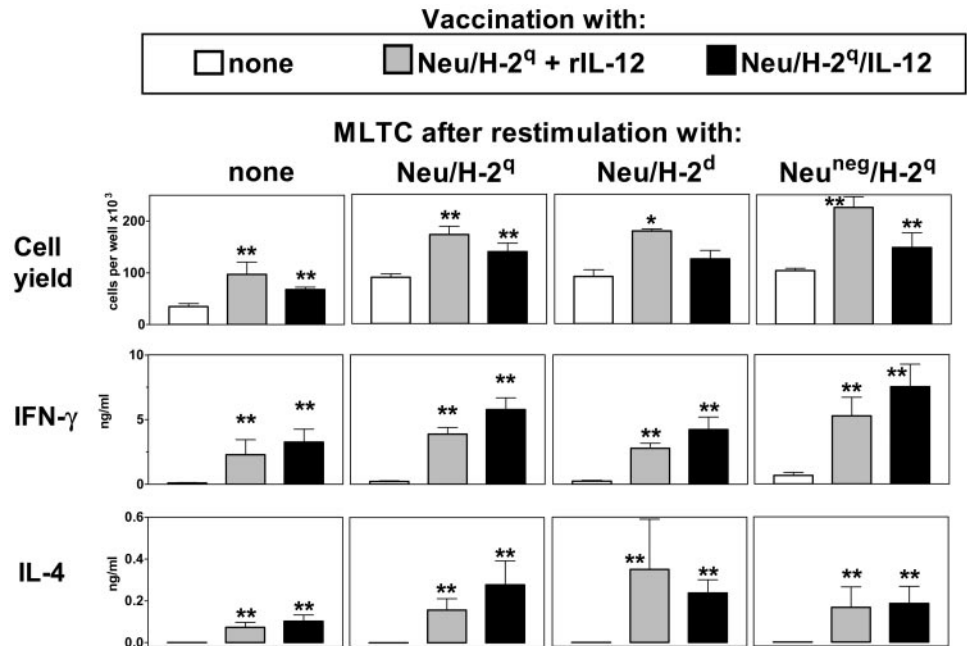 Vaccination with:
none Neu/H-2q + rIL-12 Neu/H-2q/IL-12
MLTC after restimulation with:
none Neu/H-2q Neu/H-2d Neuneg/H-2q
Cell yield
cells per well x10³
200
100
0
** **
** **
*
** **
IFN-γ
ng/ml
10
5
0
** **
** **
** **
** **
IL-4
ng/ml
0.6
0.4
0.2
0.0
** **
** **
** **
** **